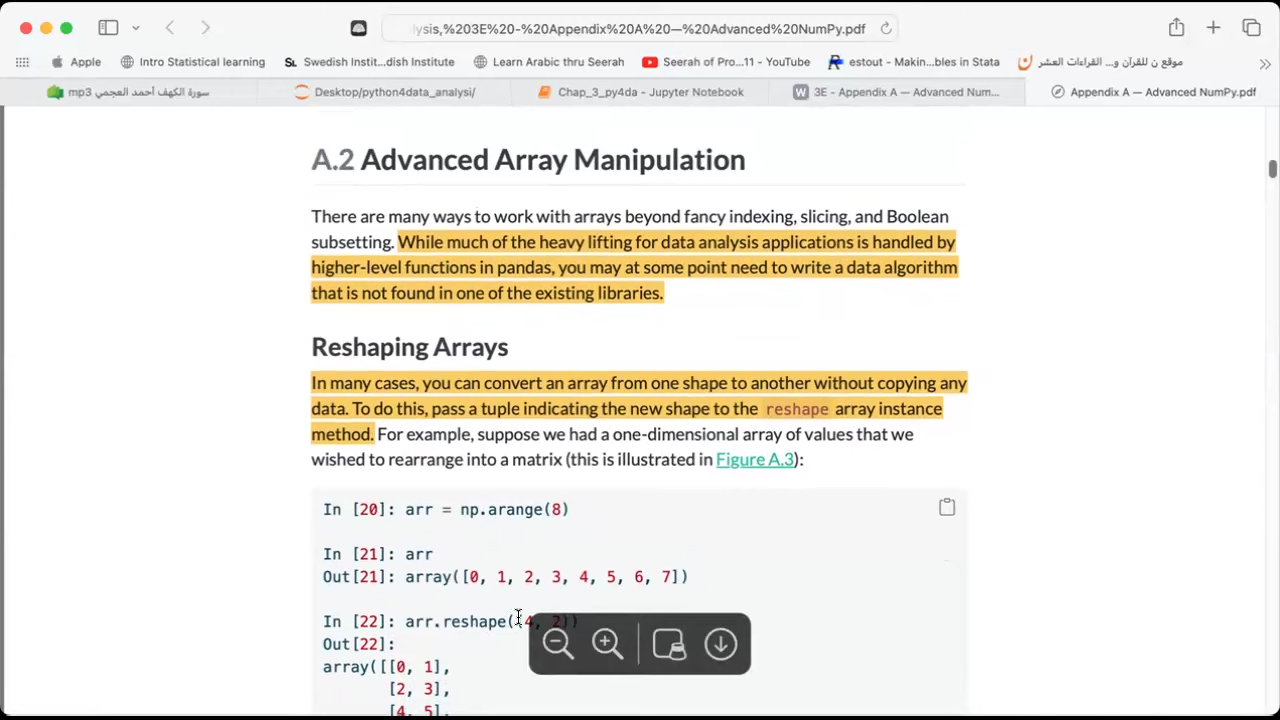 lysis,%203E%20-%20Appendix%20A%20—%20Advanced%20NumPy.pdf
Apple
Intro Statistical learning
Swedish Instit...dish Institute
Learn Arabic thru Seerah
Seerah of Pro...11 - YouTube
estout - Makin...bles in Stata
موقع ن للقرآن و... القراءات العشر
سورة الكهف أحمد العجمي mp3
Desktop/python4data_analysi/
Chap_3_py4da - Jupyter Notebook
3E - Appendix A — Advanced Num...
Appendix A — Advanced NumPy.pdf
A.2 Advanced Array Manipulation
There are many ways to work with arrays beyond fancy indexing, slicing, and Boolean
subsetting. While much of the heavy lifting for data analysis applications is handled by
higher-level functions in pandas, you may at some point need to write a data algorithm
that is not found in one of the existing libraries.
Reshaping Arrays
In many cases, you can convert an array from one shape to another without copying any
data. To do this, pass a tuple indicating the new shape to the reshape array instance
method. For example, suppose we had a one-dimensional array of values that we
wished to rearrange into a matrix (this is illustrated in Figure A.3):
In [20]: arr = np.arange(8)
In [21]: arr
Out[21]: array([0, 1, 2, 3, 4, 5, 6, 7])
In [22]: arr.reshape((4, 2))
Out[22]:
array([[0, 1],
[2, 3],
[4, 5],